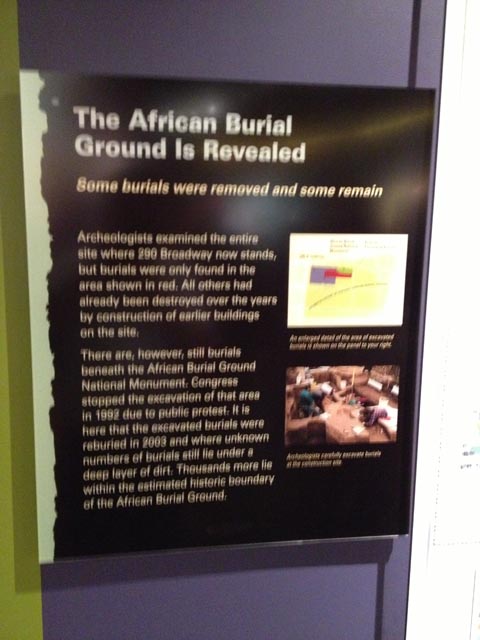 The African Burial
Ground Is Revealed
Some burials were removed and some remain
Archeologists examined the entire
site where 290 Broadway now stands,
but burials were only found in the
area shown in red. All others had
already been destroyed over the years
by construction of earlier buildings
on the site.
There are, however, still burials
beneath the African Burial Ground
National Monument. Congress
stopped the excavation of that area
in 1992 due to public protest. It is
here that the excavated burials were
reburied in 2003 and where unknown
numbers of burials still lie under a
deep layer of dirt. Thousands more lie
within the estimated historic boundary
of the African Burial Ground.
An enlarged detail of the area of excavated
burials is shown on the panel to your right.
Archeologists carefully excavate burials
at the construction site.